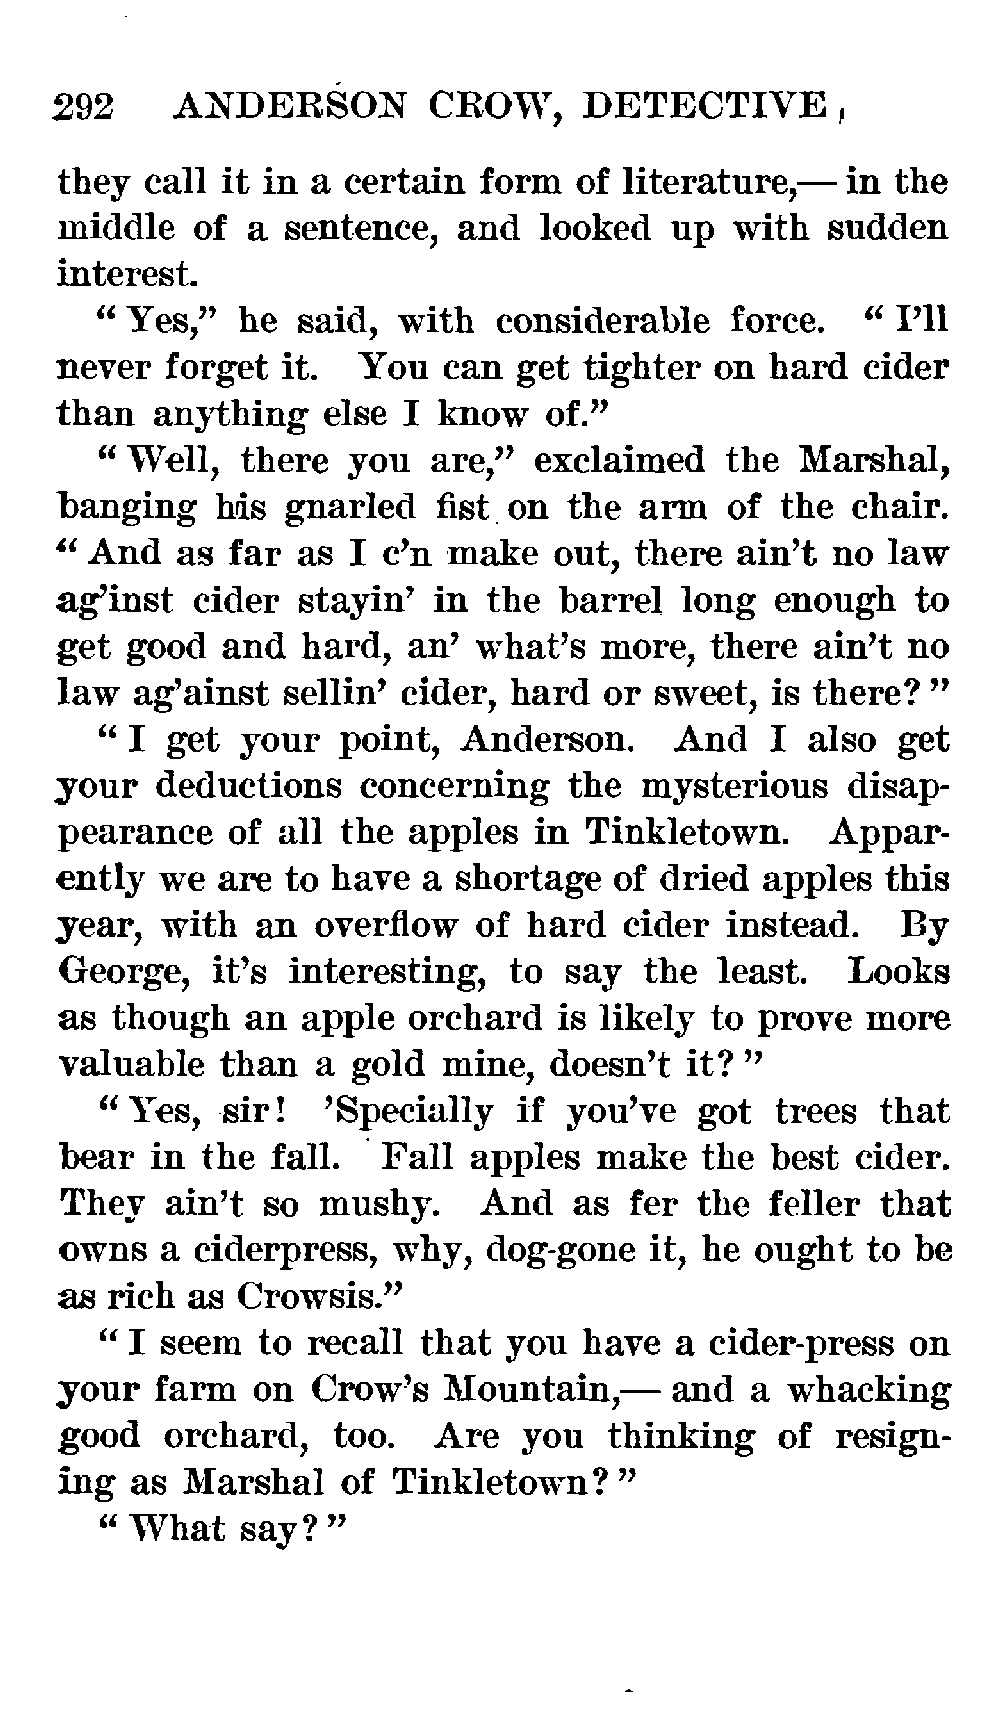 292 ANDERSON CROW, DETECTIVE
they call it in a certain form of literature,— in the
middle of a sentence, and looked up with sudden
interest.
“ Yes,” he said, with considerable force. “ I’ll
never forget it. You can get tighter on hard cider
than anything else I know of.”
“ Well, there you are,” exclaimed the Marshal,
banging his gnarled fist on the arm of the chair.
“ And as far as I c’n make out, there ain’t no law
ag’inst cider stayin’ in the barrel long enough to
get good and hard, an’ what’s more, there ain’t no
law ag’ainst sellin’ cider, hard or sweet, is there? ”
“ I get your point, Anderson. And I also get
your deductions concerning the mysterious disap-
pearance of all the apples in Tinkletown. Appar-
ently we are to have a shortage of dried apples this
year, with an overflow of hard cider instead. By
George, it’s interesting, to say the least. Looks
as though an apple orchard is likely to prove more
valuable than a gold mine, doesn’t it? ”
“ Yes, sir! ’Specially if you’ve got trees that
bear in the fall. Fall apples make the best cider.
They ain’t so mushy. And as fer the feller that
owns a ciderpress, why, dog-gone it, he ought to be
as rich as Crowsis.”
“ I seem to recall that you have a cider-press on
your farm on Crow’s Mountain,— and a whacking
good orchard, too. Are you thinking of resign-
ing as Marshal of Tinkletown? ”
“ What say? ”